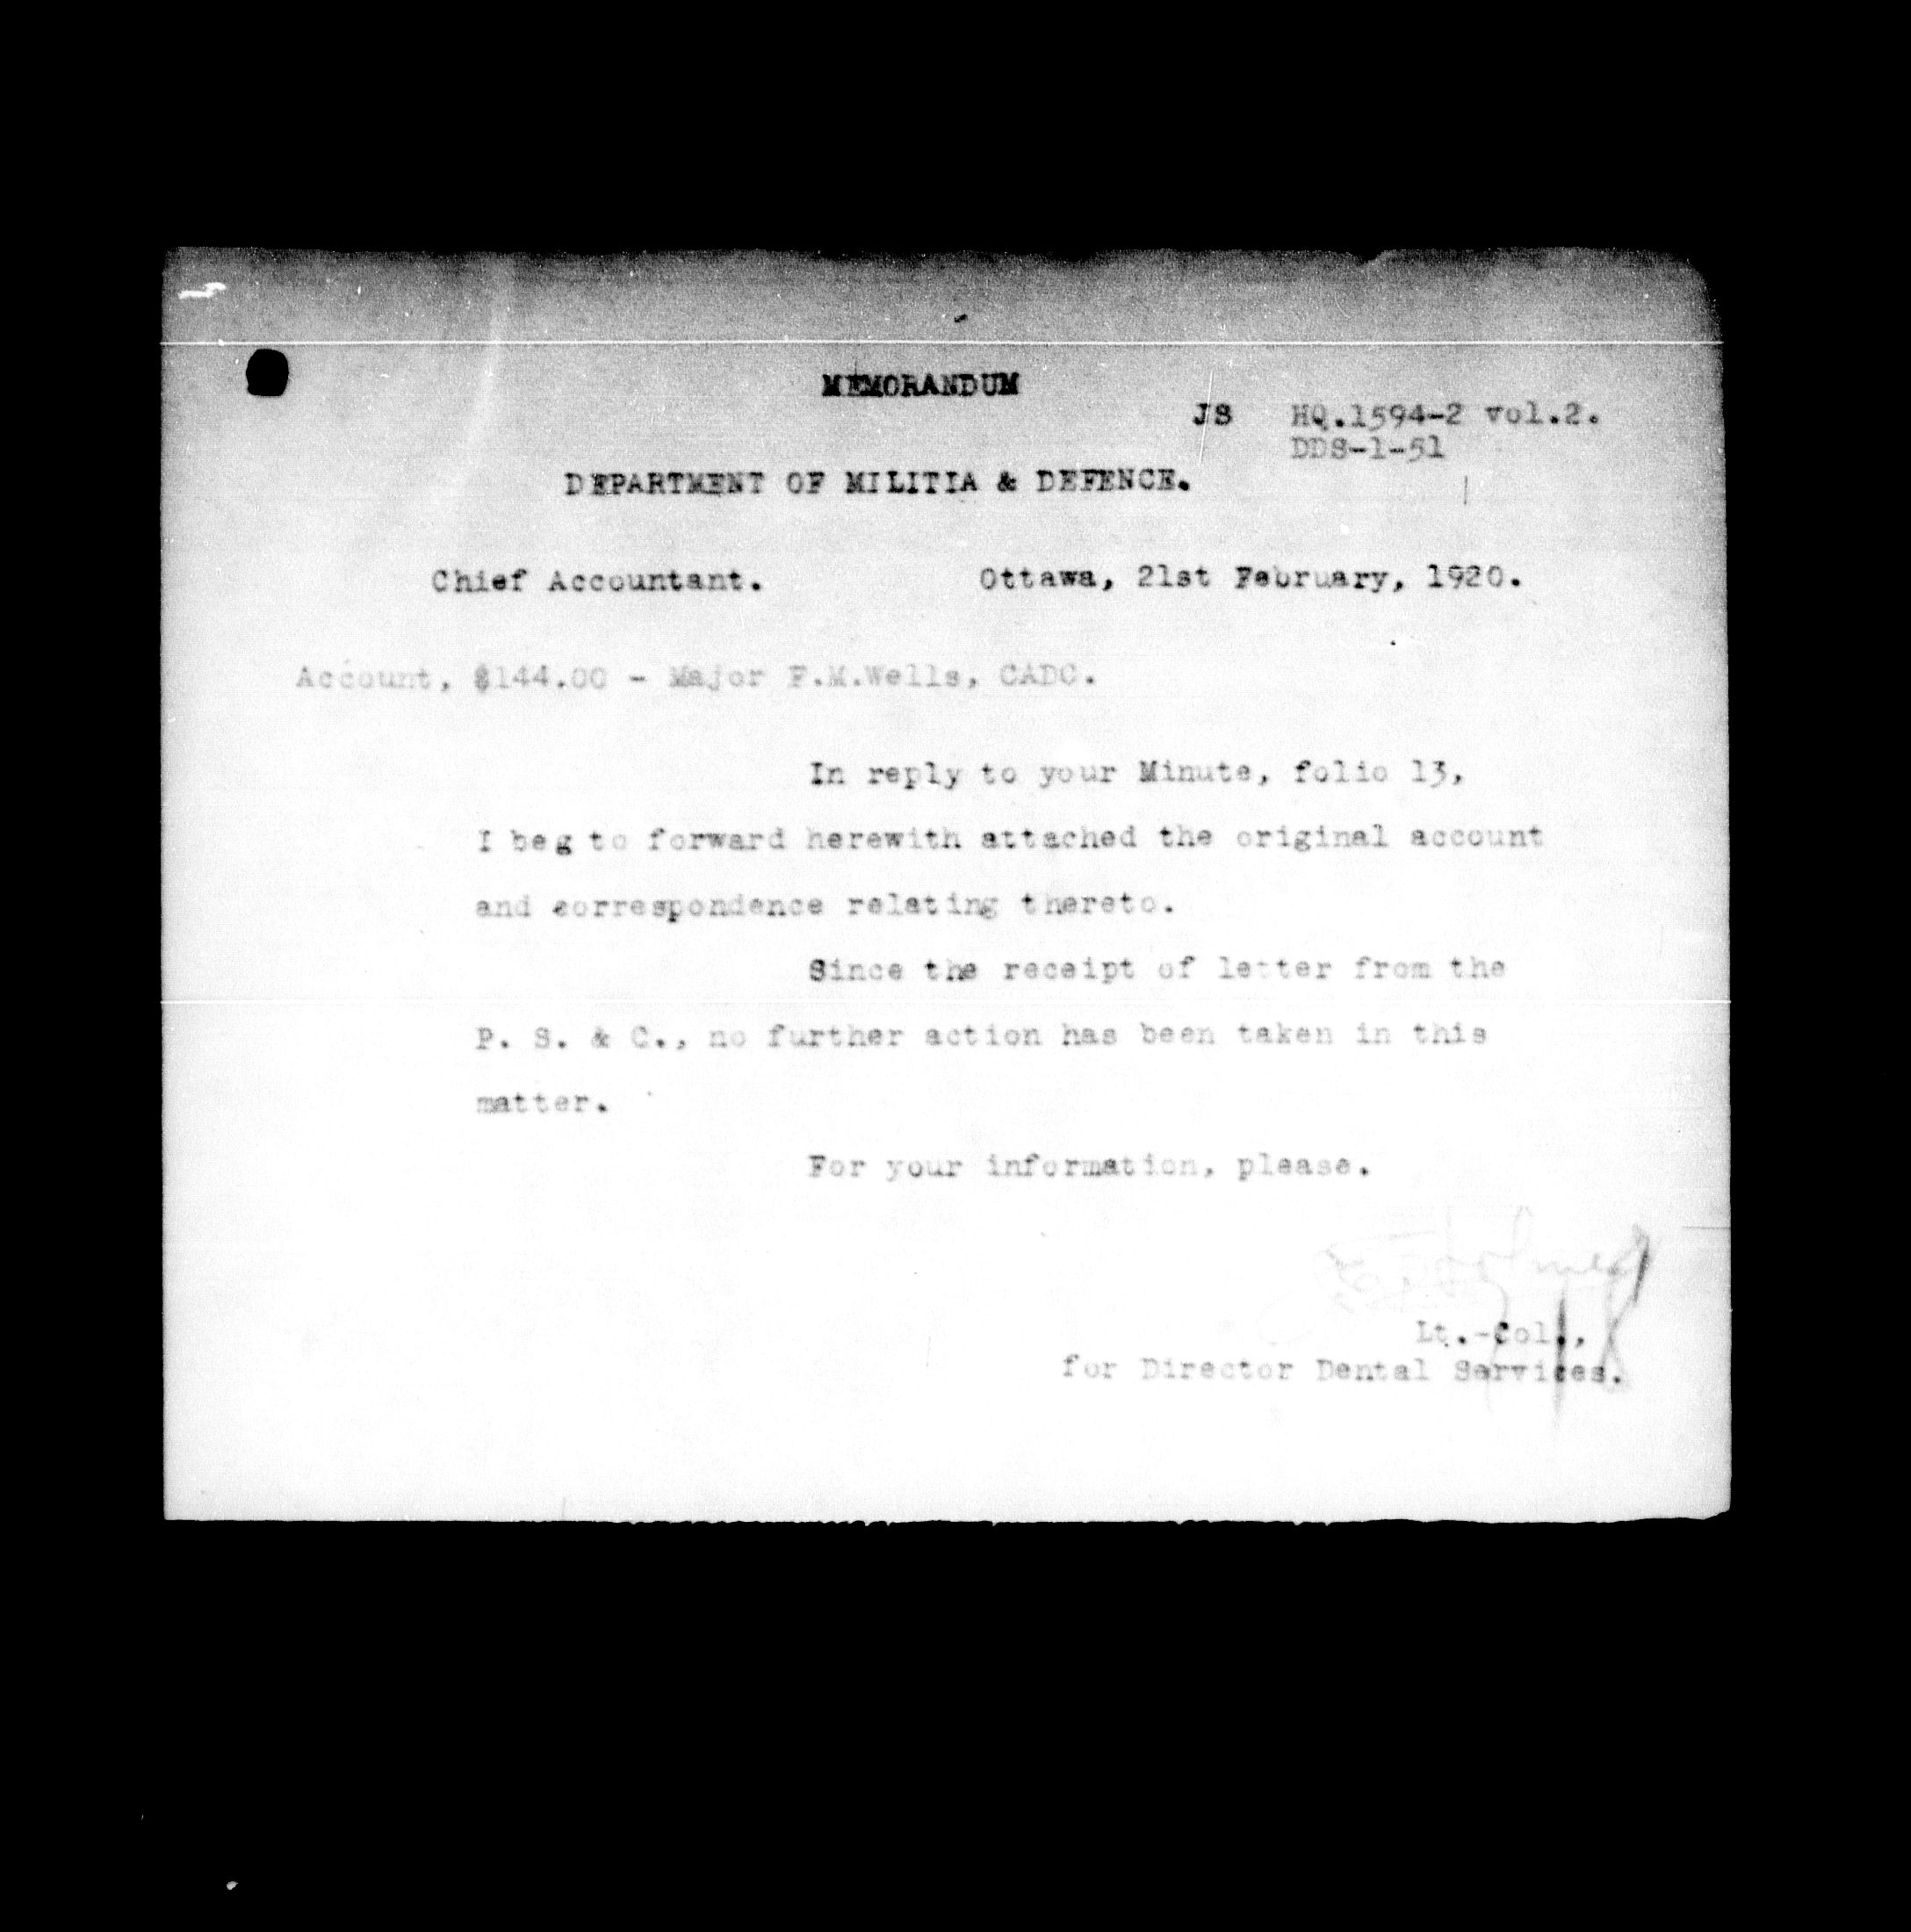 MEMORANDUM
JS HQ.1594-2 vol.2.
DDS-1-51
DEPARTMENT OF MILITIA & DEFENCE.
Chief Accountant. Ottawa, 21st February, 1920.
Account, $144.00 - Major F.M.Wells, CADC.
In reply to your Minute, folio 13,
I beg to forward herewith attached the original account
and correspondence relating thereto.
Since the receipt of letter from the
P. S. & C., no further action has been taken in this
matter.
For your information, please.
Lt.-Col.,
for Director Dental Services.